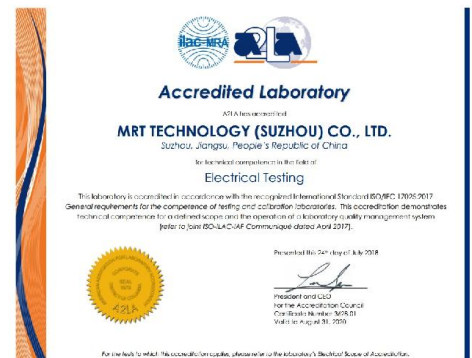 ilac-MRA
A2LA
Accredited Laboratory
A2LA has accredited
MRT TECHNOLOGY (SUZHOU) CO., LTD.
Suzhou, Jiangsu, People's Republic of China
for technical competence in the field of
Electrical Testing
This laboratory is accredited in accordance with the recognized International Standard ISO/IEC 17025:2017
General requirements for the competence of testing and calibration laboratories. This accreditation demonstrates
technical competence for a defined scope and the operation of a laboratory quality management system
(refer to joint ISO-ILAC-IAF Communiqué dated April 2017).
Presented this 24th day of July 2018
President and CEO
For the Accreditation Council
Certificate Number 3628.01
Valid to August 31, 2020
CORPORATE
SEAL
1978
A2LA
For the tests to which this accreditation applies, please refer to the laboratory's Electrical Scope of Accreditation.